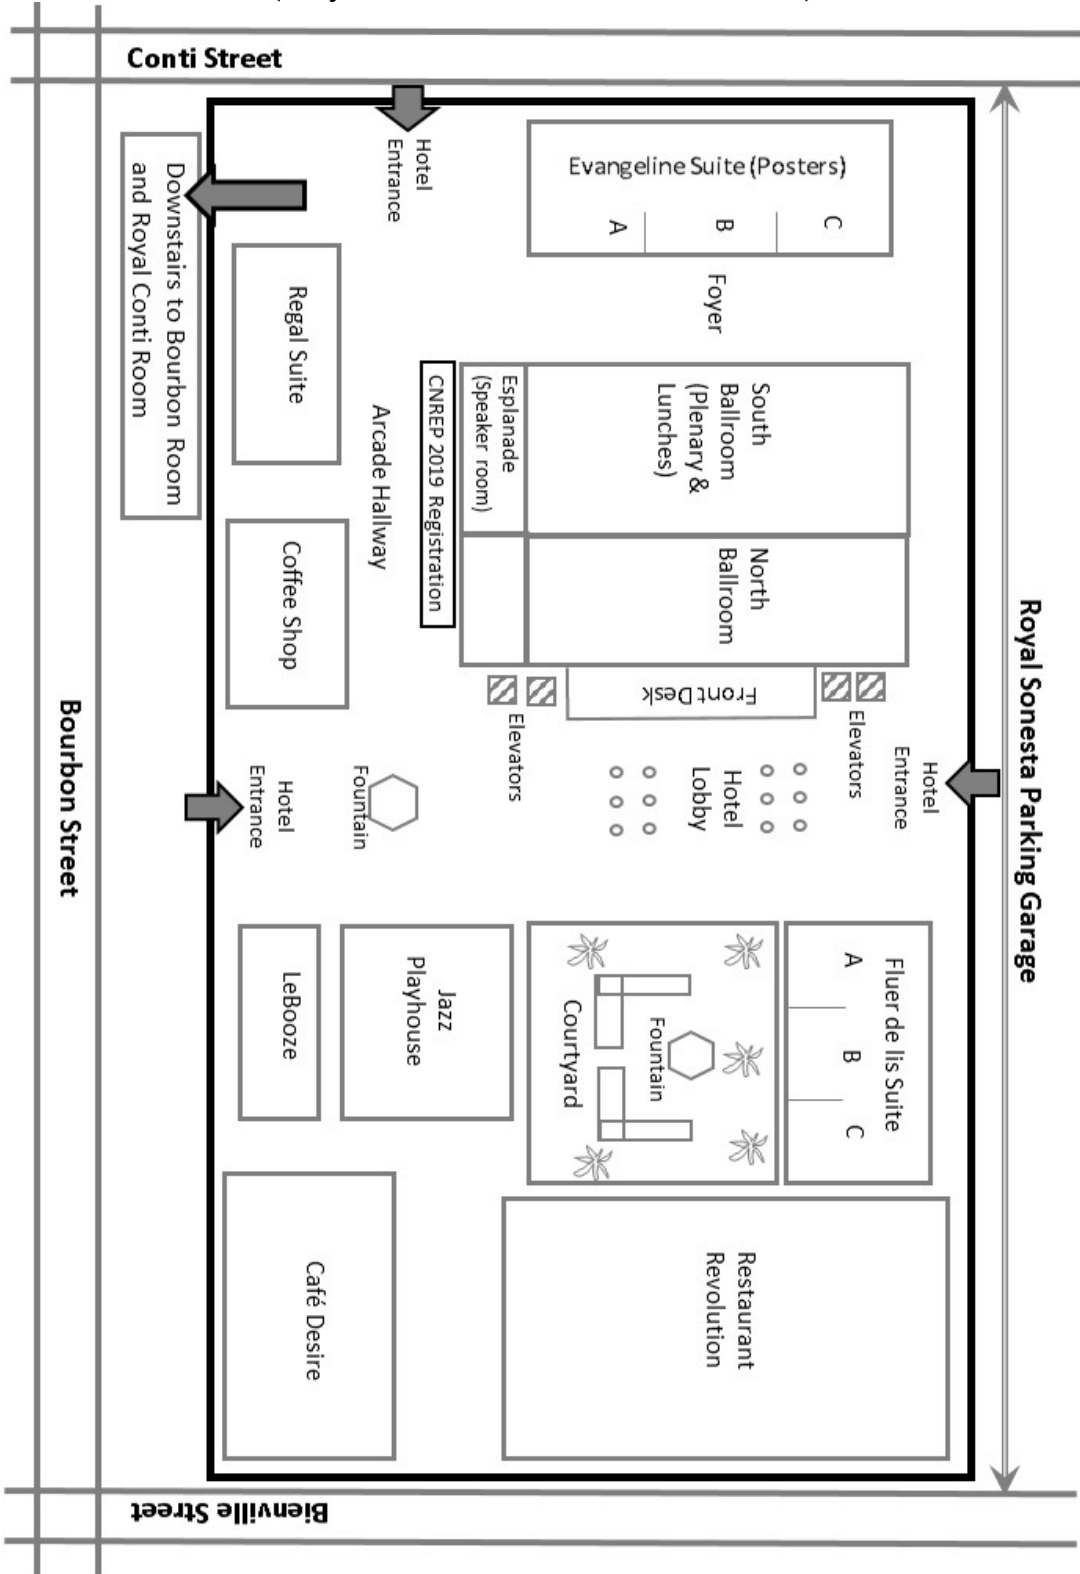 Conti Street
Hotel
Entrance
Evangeline Suite (Posters)
A
B
C
Downstairs to Bourbon Room
and Royal Conti Room
Regal Suite
Foyer
CNREP 2019 Registration
Esplanade
(Speaker room)
South
Ballroom
(Plenary &
Lunches)
Arcade Hallway
North
Ballroom
Coffee Shop
Royal Sonesta Parking Garage
Bourbon Street
Front Desk
Elevators
Elevators
Hotel
Entrance
Hotel
Lobby
Fountain
Hotel
Entrance
LeBooze
Jazz
Playhouse
Fountain
Courtyard
Fluer de lis Suite
A
B
C
Café Desire
Restaurant
Revolution
Bienville Street